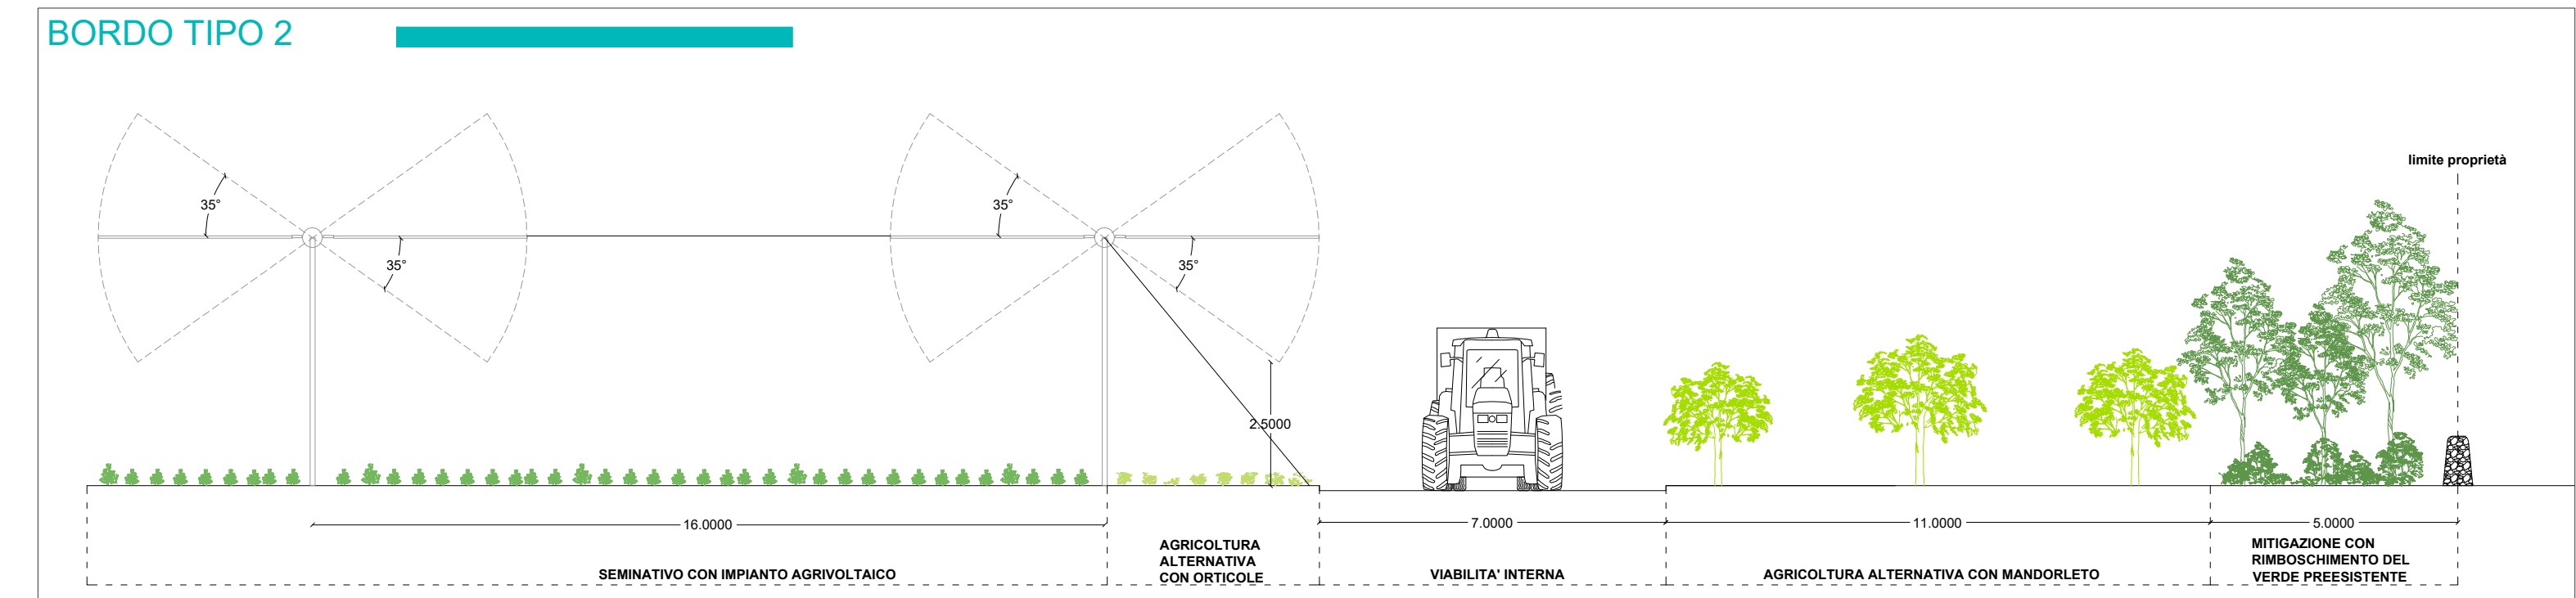 BORDO TIPO 2
limite proprietà
35°
35°
35°
35°
2.5000
16.0000
7.0000
11.0000
5.0000
SEMINATIVO CON IMPIANTO AGRIVOLTAICO
AGRICOLTURA
ALTERNATIVA
CON ORTICOLE
VIABILITA' INTERNA
AGRICOLTURA ALTERNATIVA CON MANDORLETO
MITIGAZIONE CON
RIMBOSCHIMENTO DEL
VERDE PREESISTENTE